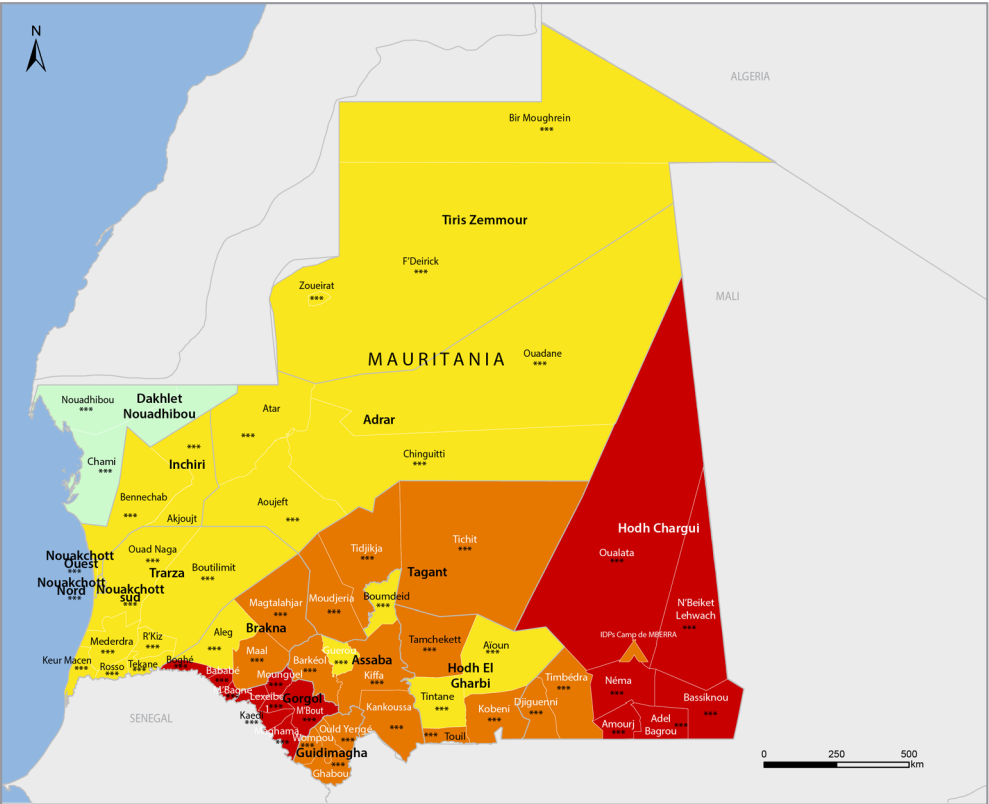 N
ALGERIA
Bir Moughrein
***
Tiris Zemmour
F'Deirick
***
Zoueirat
***
MALI
MAURITANIA
Ouadane
***
Nouadhibou
***
Dakhlet
Nouadhibou
Atar
***
Adrar
***
Inchiri
Chami
***
Chinguitti
***
Bennechab
***
Akjoujt
Aoujeft
***
Hodh Chargui
Oualata
***
Tidjikja
***
Tichit
***
Nouakchott
Ouest
***
Nouakchott
Nord
***
Nouakchott
sud
***
Ouad Naga
***
Trarza
Boutilimit
***
Tagant
Boumdeid
***
Moudjeria
***
Magtalahjar
***
N'Beiket
Lehwach
***
IDPs Camp de MBERRA
Mederdra
***
R'Kiz
***
Aleg
***
Brakna
Tamchekett
***
Aïoun
***
Keur Macen
***
Rosso
***
Tekane
***
Boghé
***
Maal
***
Guerou
***
Assaba
Barkéol
***
Hodh El
Gharbi
Bababé
***
M'Bagne
Mounguel
***
Kiffa
***
Timbédra
***
Néma
***
Lexeiba
***
Gorgol
Tintane
***
Djiguenni
***
Bassiknou
***
Kaedi
***
M'Bout
***
Kankoussa
***
Kobeni
***
Amourj
***
Adel
Bagrou
***
SENEGAL
Maghama
***
Wompou
***
Ould Yengé
***
*** Touil
Guidimagha
***
Ghabou
0 250 500
km